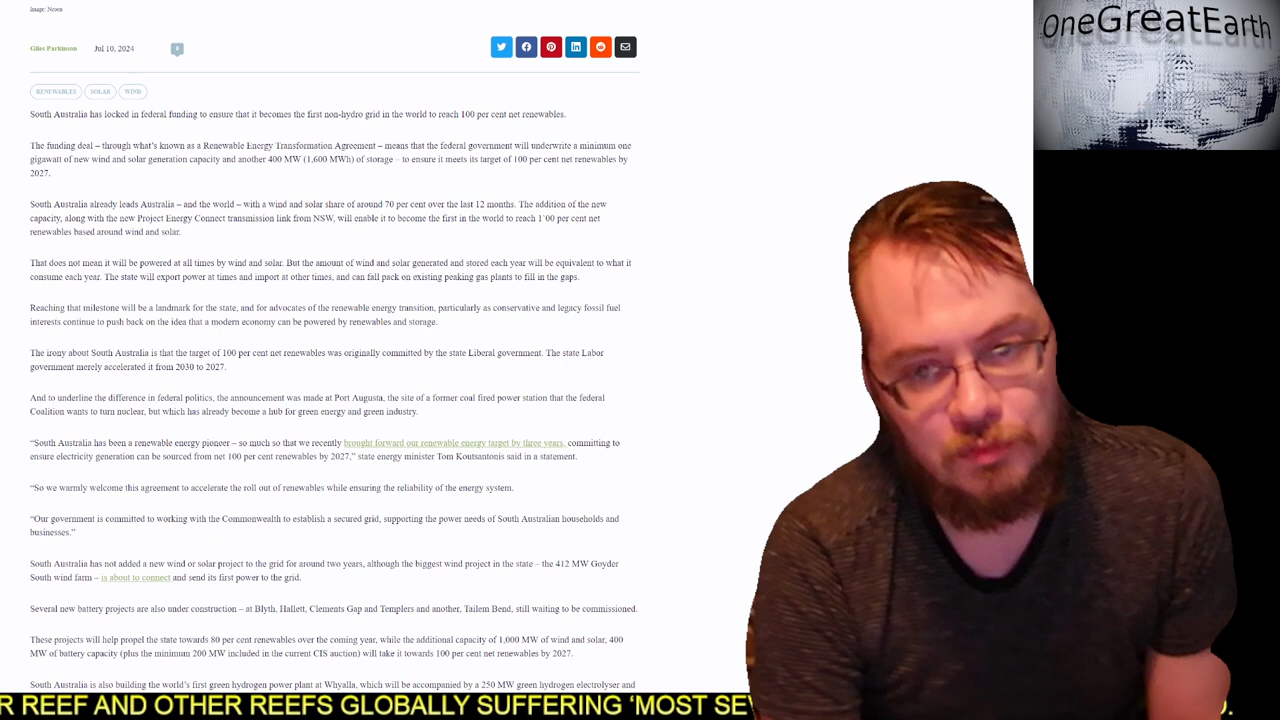 Image: Neoen
OneGreatEarth
Giles Parkinson Jul 10, 2024 0
RENEWABLES SOLAR WIND
South Australia has locked in federal funding to ensure that it becomes the first non-hydro grid in the world to reach 100 per cent net renewables.
The funding deal – through what's known as a Renewable Energy Transformation Agreement – means that the federal government will underwrite a minimum one
gigawatt of new wind and solar generation capacity and another 400 MW (1,600 MWh) of storage – to ensure it meets its target of 100 per cent net renewables by
2027.
South Australia already leads Australia – and the world – with a wind and solar share of around 70 per cent over the last 12 months. The addition of the new
capacity, along with the new Project Energy Connect transmission link from NSW, will enable it to become the first in the world to reach 1`00 per cent net
renewables based around wind and solar.
That does not mean it will be powered at all times by wind and solar. But the amount of wind and solar generated and stored each year will be equivalent to what it
consume each year. The state will export power at times and import at other times, and can fall pack on existing peaking gas plants to fill in the gaps.
Reaching that milestone will be a landmark for the state, and for advocates of the renewable energy transition, particularly as conservative and legacy fossil fuel
interests continue to push back on the idea that a modern economy can be powered by renewables and storage.
The irony about South Australia is that the target of 100 per cent net renewables was originally committed by the state Liberal government. The state Labor
government merely accelerated it from 2030 to 2027.
And to underline the difference in federal politics, the announcement was made at Port Augusta, the site of a former coal fired power station that the federal
Coalition wants to turn nuclear, but which has already become a hub for green energy and green industry.
“South Australia has been a renewable energy pioneer – so much so that we recently brought forward our renewable energy target by three years, committing to
ensure electricity generation can be sourced from net 100 per cent renewables by 2027,” state energy minister Tom Koutsantonis said in a statement.
“So we warmly welcome this agreement to accelerate the roll out of renewables while ensuring the reliability of the energy system.
“Our government is committed to working with the Commonwealth to establish a secured grid, supporting the power needs of South Australian households and
businesses.”
South Australia has not added a new wind or solar project to the grid for around two years, although the biggest wind project in the state – the 412 MW Goyder
South wind farm – is about to connect and send its first power to the grid.
Several new battery projects are also under construction – at Blyth, Hallett, Clements Gap and Templers and another, Tailem Bend, still waiting to be commissioned.
These projects will help propel the state towards 80 per cent renewables over the coming year, while the additional capacity of 1,000 MW of wind and solar, 400
MW of battery capacity (plus the minimum 200 MW included in the current CIS auction) will take it towards 100 per cent net renewables by 2027.
South Australia is also building the world's first green hydrogen power plant at Whyalla, which will be accompanied by a 250 MW green hydrogen electrolyser and
R REEF AND OTHER REEFS GLOBALLY SUFFERING ‘MOST SE